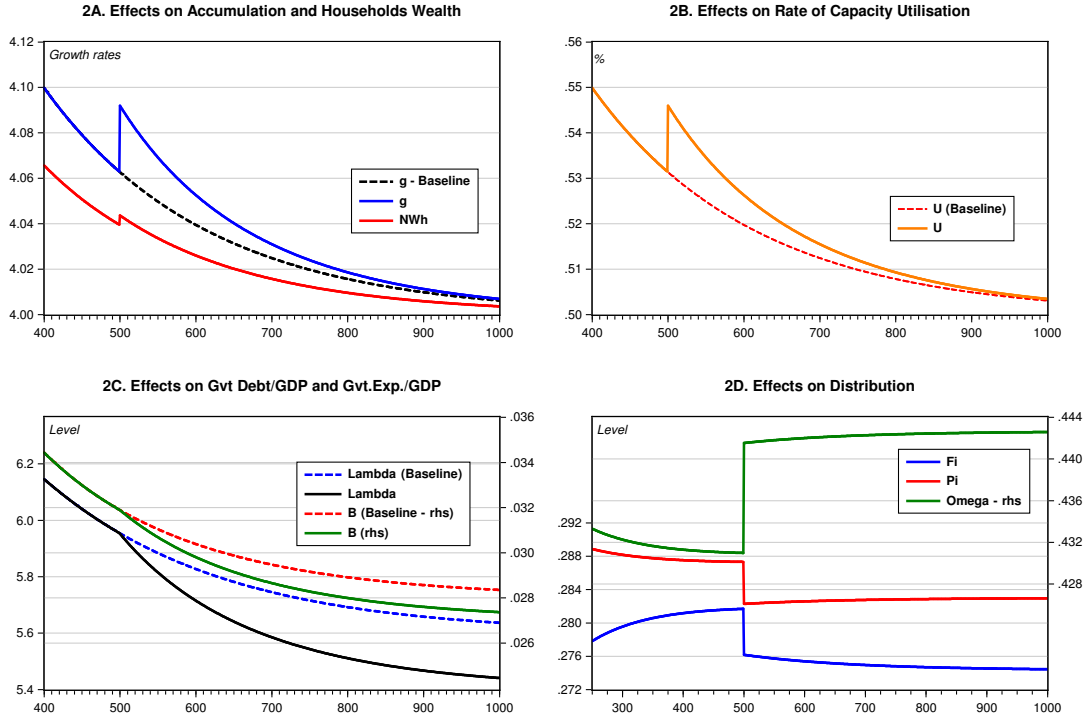 2A. Effects on Accumulation and Households Wealth
Growth rates
4.12
4.10
4.08
4.06
4.04
4.02
4.00
g - Baseline
g
NWh
400 500 600 700 800 900 1000
2B. Effects on Rate of Capacity Utilisation
%
.56
.55
.54
.53
.52
.51
.50
U (Baseline)
U
400 500 600 700 800 900 1000
2C. Effects on Gvt Debt/GDP and Gvt.Exp./GDP
Level
6.2
6.0
5.8
5.6
5.4
Lambda (Baseline)
Lambda
B (Baseline - rhs)
B (rhs)
.036
.034
.032
.030
.028
.026
400 500 600 700 800 900 1000
2D. Effects on Distribution
Level
.292
.288
.284
.280
.276
.272
Fi
Pi
Omega - rhs
.444
.440
.436
.432
.428
300 400 500 600 700 800 900 1000